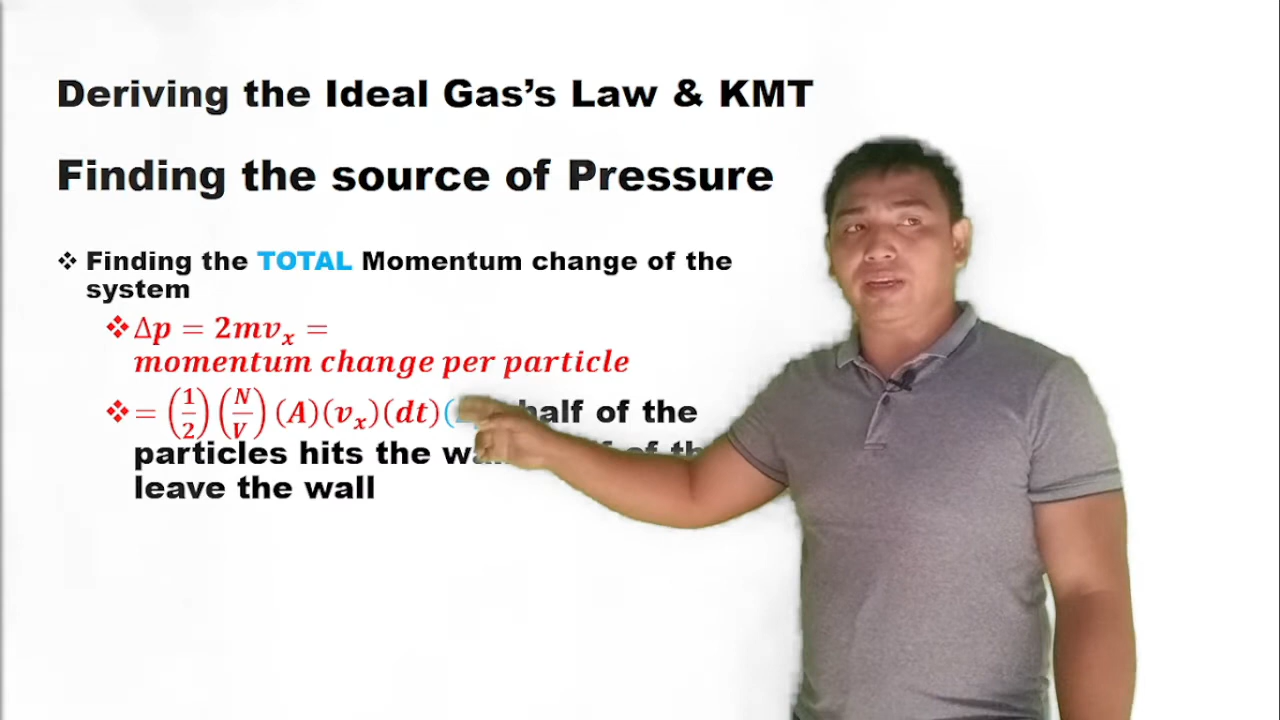 Deriving the Ideal Gas's Law & KMT
Finding the source of Pressure
❖ Finding the TOTAL Momentum change of the
system
❖ Δp = 2mvₓ =
momentum change per particle
❖ = (1/2) (N/V) (A)(vₓ)(dt)( half of the
particles hits the of
leave the wall